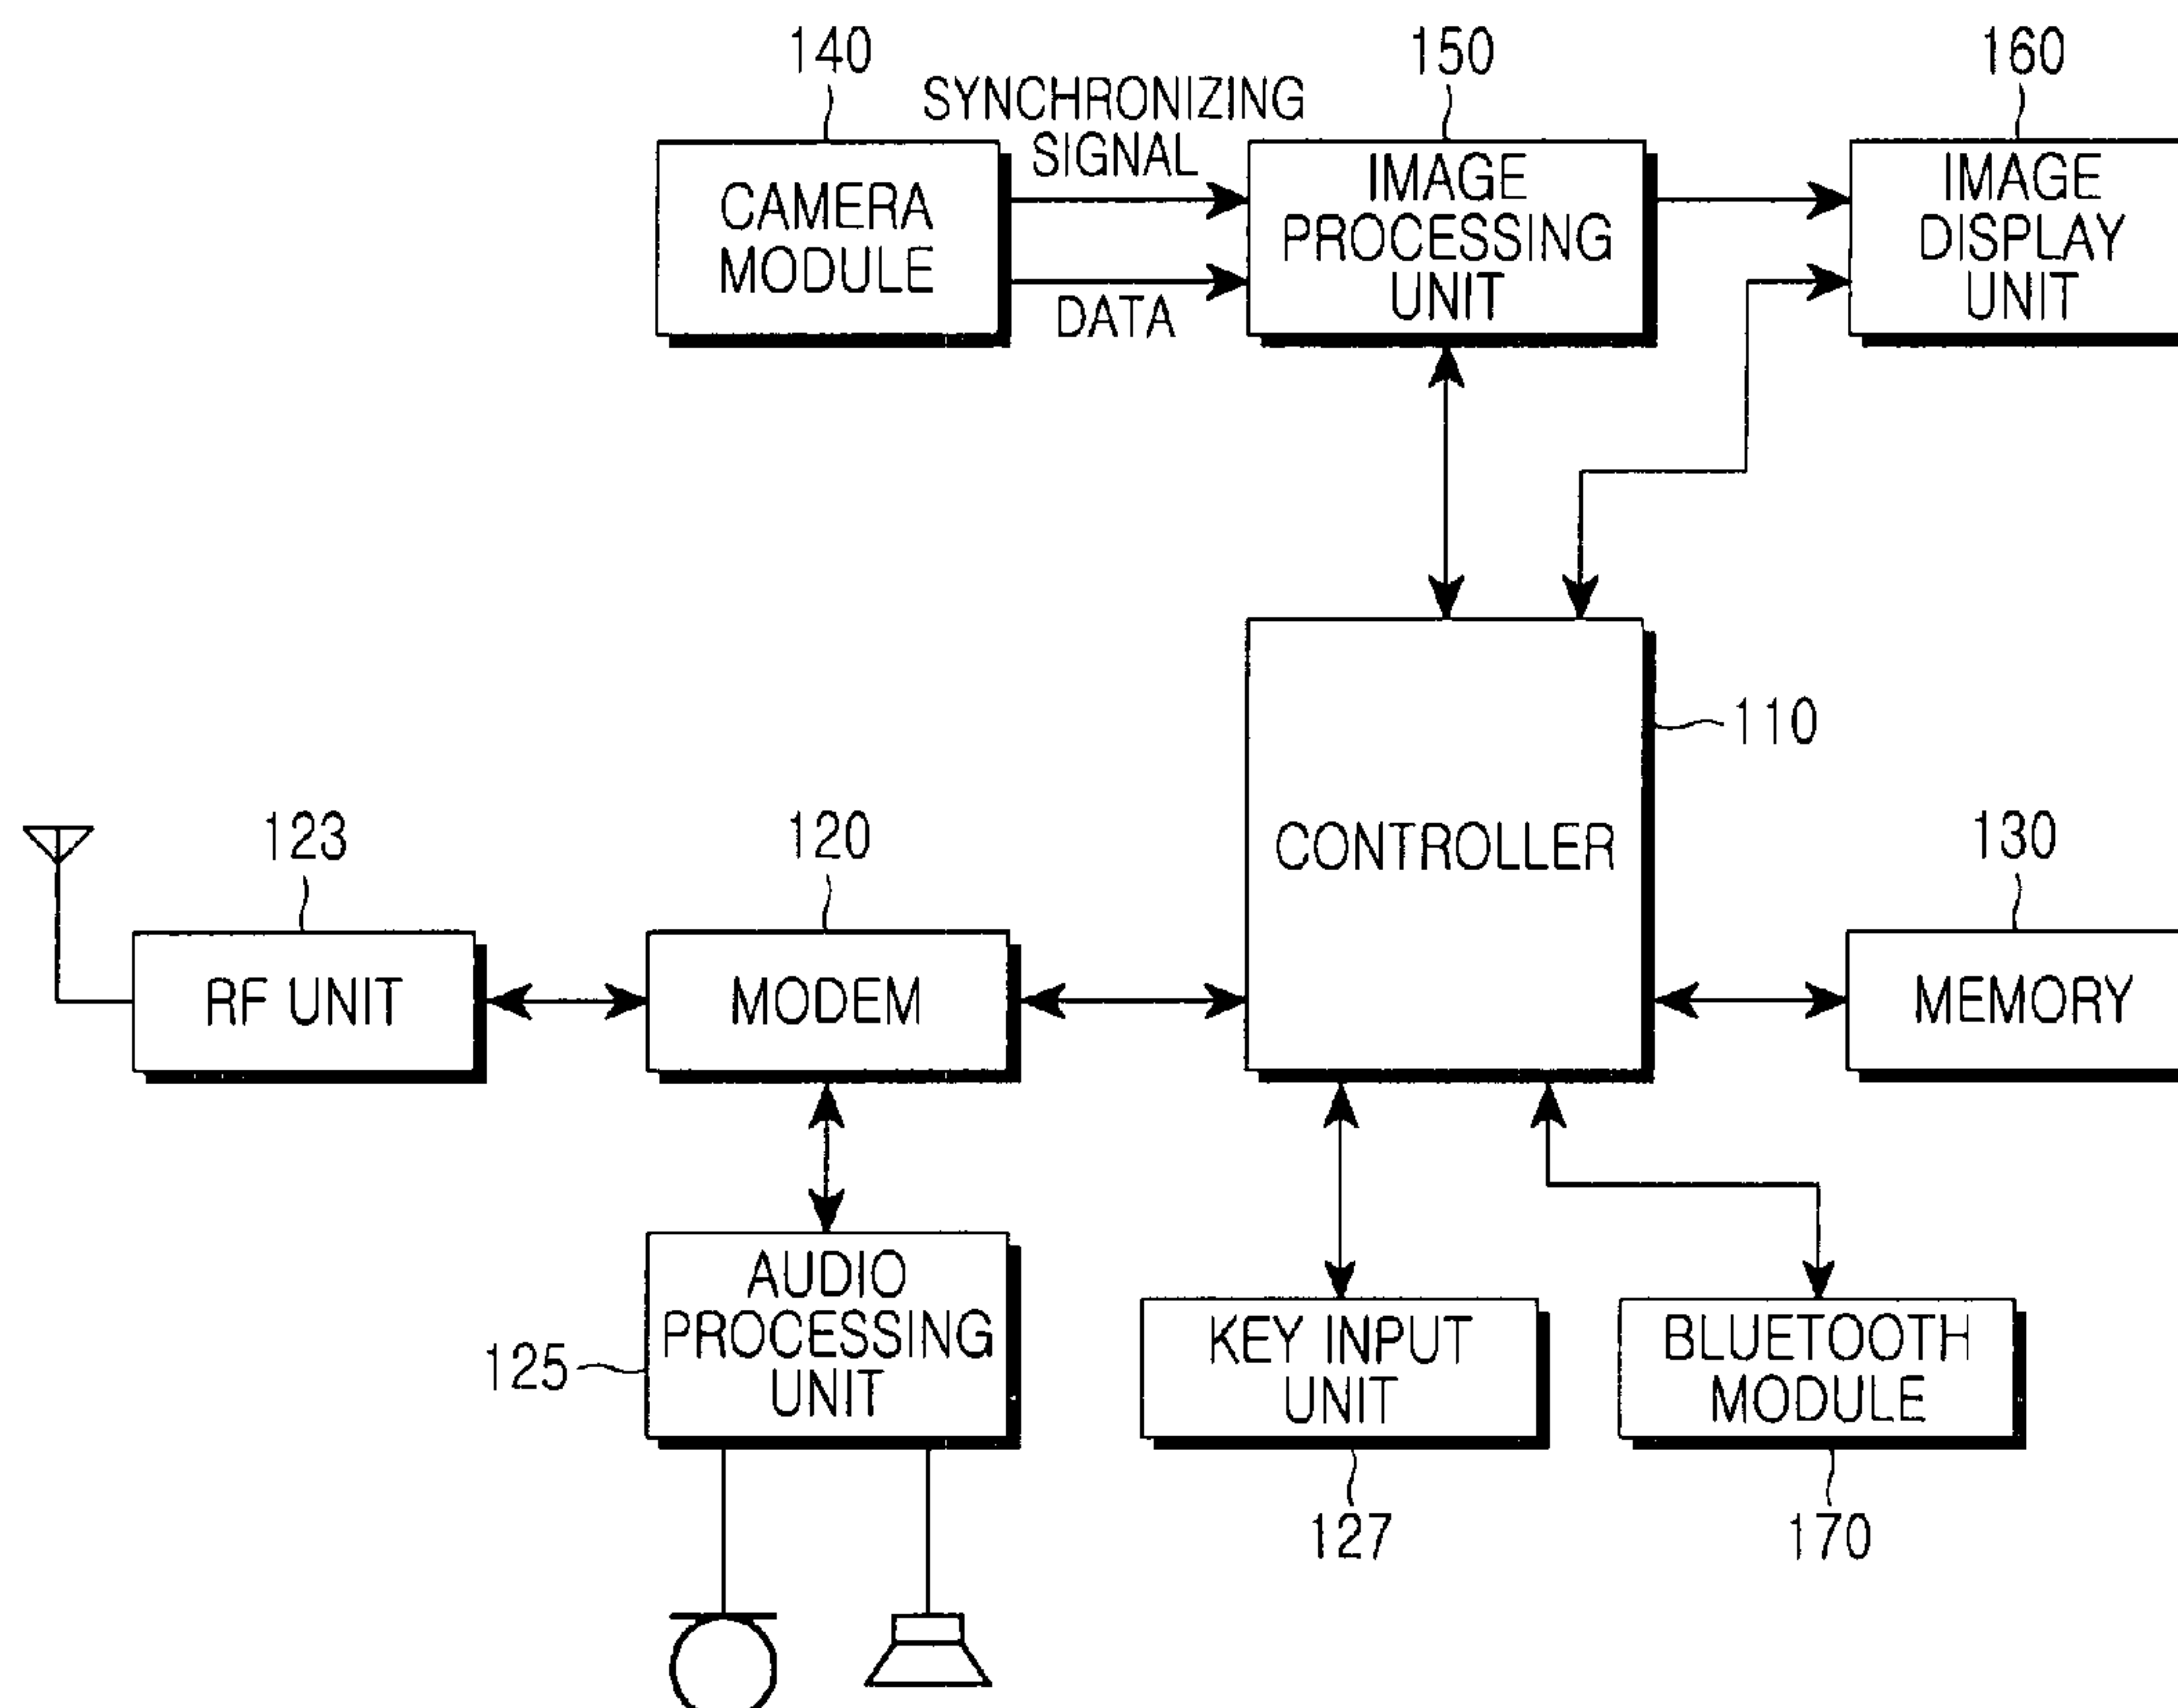 140
150
160
SYNCHRONIZING
SIGNAL
CAMERA
MODULE
DATA
IMAGE
PROCESSING
UNIT
IMAGE
DISPLAY
UNIT
110
CONTROLLER
123
120
130
RF UNIT
MODEM
MEMORY
125
AUDIO
PROCESSING
UNIT
KEY INPUT
UNIT
BLUETOOTH
MODULE
127
170